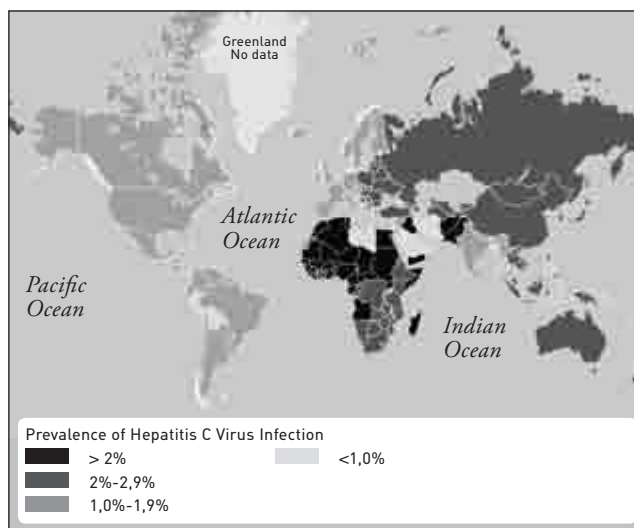 Greenland
No data
Atlantic
Ocean
Pacific
Ocean
Indian
Ocean
Prevalence of Hepatitis C Virus Infection
> 2%
<1,0%
2%-2,9%
1,0%-1,9%